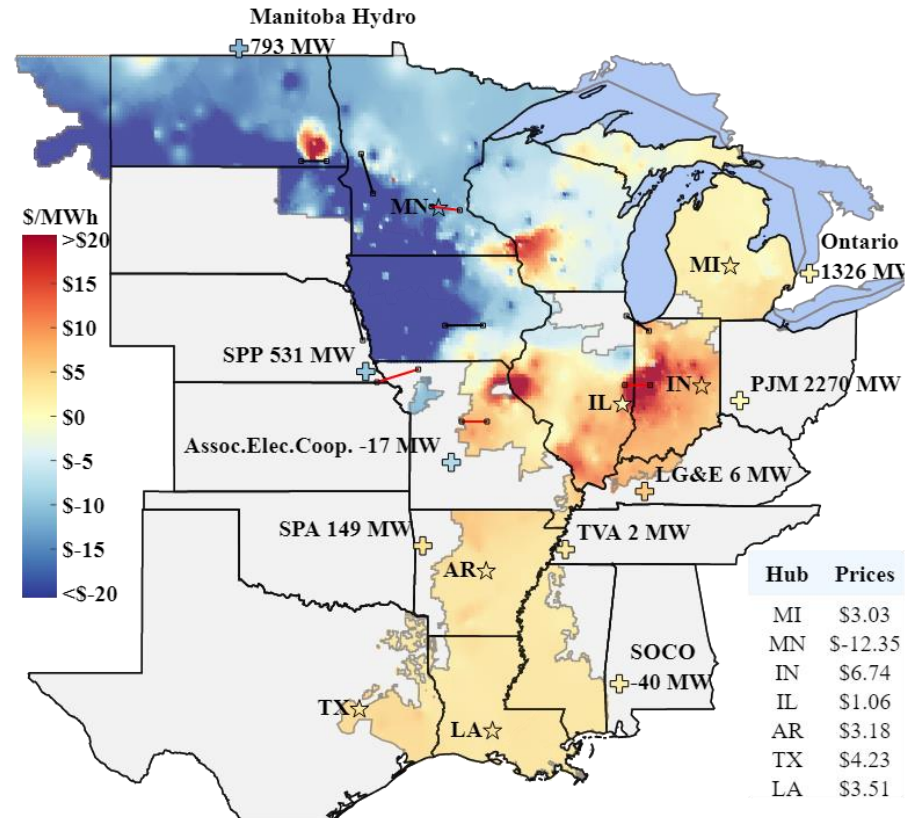 Manitoba Hydro
793 MW
MN
$/MWh
>$20
$15
$10
$5
$0
$-5
$-10
$-15
<$-20
MI
Ontario
1326 MW
SPP 531 MW
IL
IN
PJM 2270 MW
Assoc.Elec.Coop. -17 MW
LG&E 6 MW
SPA 149 MW
TVA 2 MW
AR
SOCO
-40 MW
TX
LA
Hub Prices
MI $3.03
MN $-12.35
IN $6.74
IL $1.06
AR $3.18
TX $4.23
LA $3.51